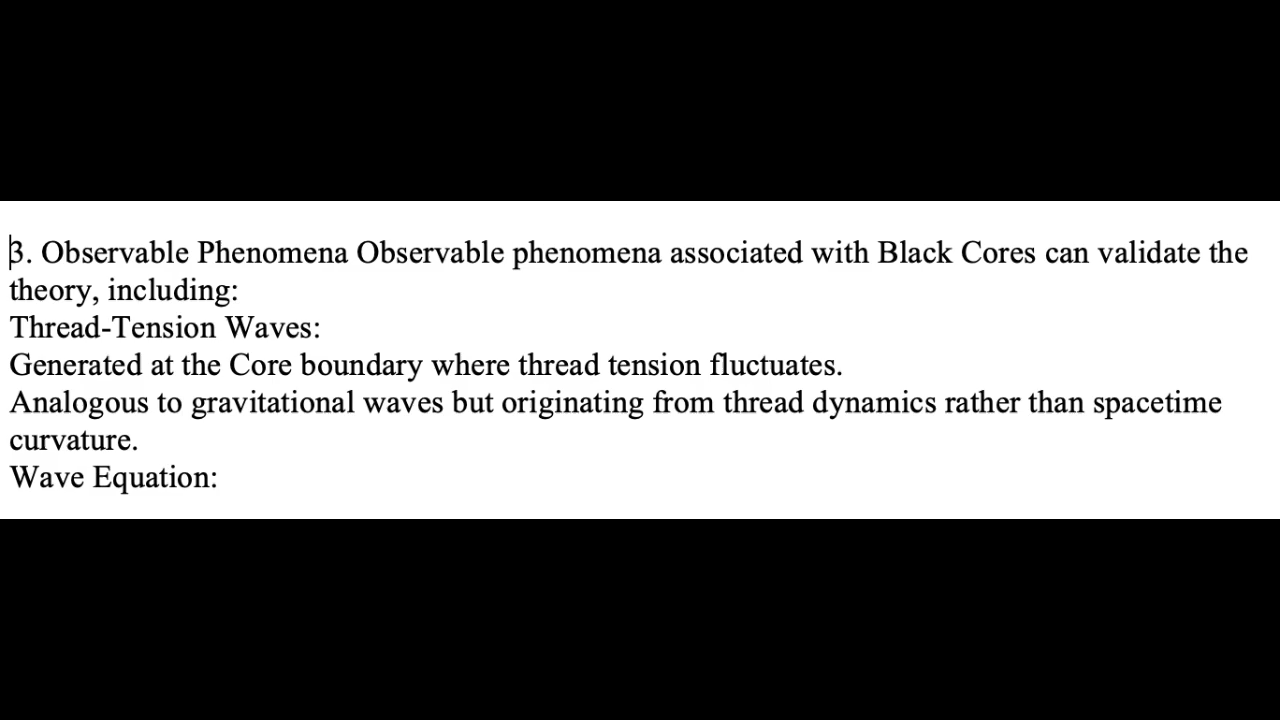 3. Observable Phenomena Observable phenomena associated with Black Cores can validate the
theory, including:
Thread-Tension Waves:
Generated at the Core boundary where thread tension fluctuates.
Analogous to gravitational waves but originating from thread dynamics rather than spacetime
curvature.
Wave Equation: